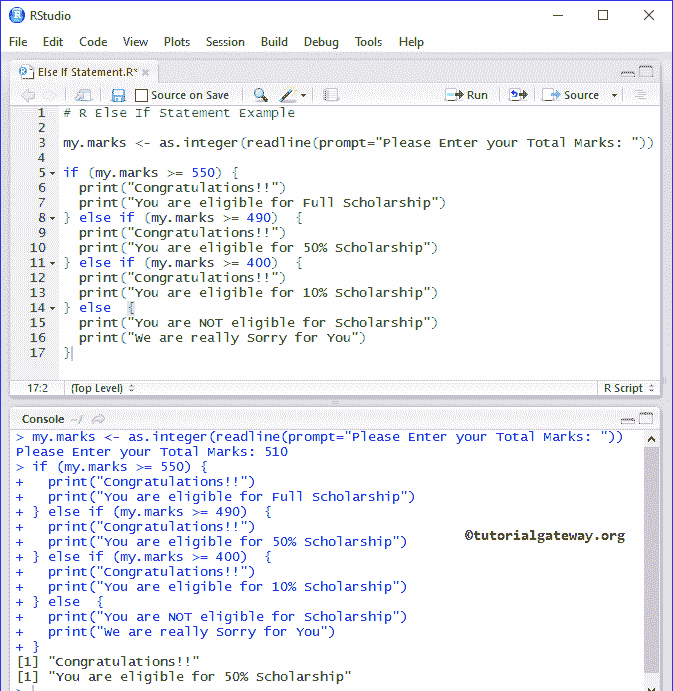 RStudio
File Edit Code View Plots Session Build Debug Tools Help
Else If Statement.R*
Source on Save Run Source
1 # R Else If Statement Example
2
3 my.marks <- as.integer(readline(prompt="Please Enter your Total Marks: "))
4
5 if (my.marks >= 550) {
6   print("Congratulations!!")
7   print("You are eligible for Full Scholarship")
8 } else if (my.marks >= 490)  {
9   print("Congratulations!!")
10   print("You are eligible for 50% Scholarship")
11 } else if (my.marks >= 400)  {
12   print("Congratulations!!")
13   print("You are eligible for 10% Scholarship")
14 } else  {
15   print("You are NOT eligible for Scholarship")
16   print("We are really Sorry for You")
17 }
17:2 (Top Level) R Script
Console ~/
> my.marks <- as.integer(readline(prompt="Please Enter your Total Marks: "))
Please Enter your Total Marks: 510
> if (my.marks >= 550) {
+   print("Congratulations!!")
+   print("You are eligible for Full Scholarship")
+ } else if (my.marks >= 490)  {
+   print("Congratulations!!")
+   print("You are eligible for 50% Scholarship")
©tutorialgateway.org
+ } else if (my.marks >= 400)  {
+   print("Congratulations!!")
+   print("You are eligible for 10% Scholarship")
+ } else  {
+   print("You are NOT eligible for Scholarship")
+   print("We are really Sorry for You")
+ }
[1] "Congratulations!!"
[1] "You are eligible for 50% Scholarship"
>